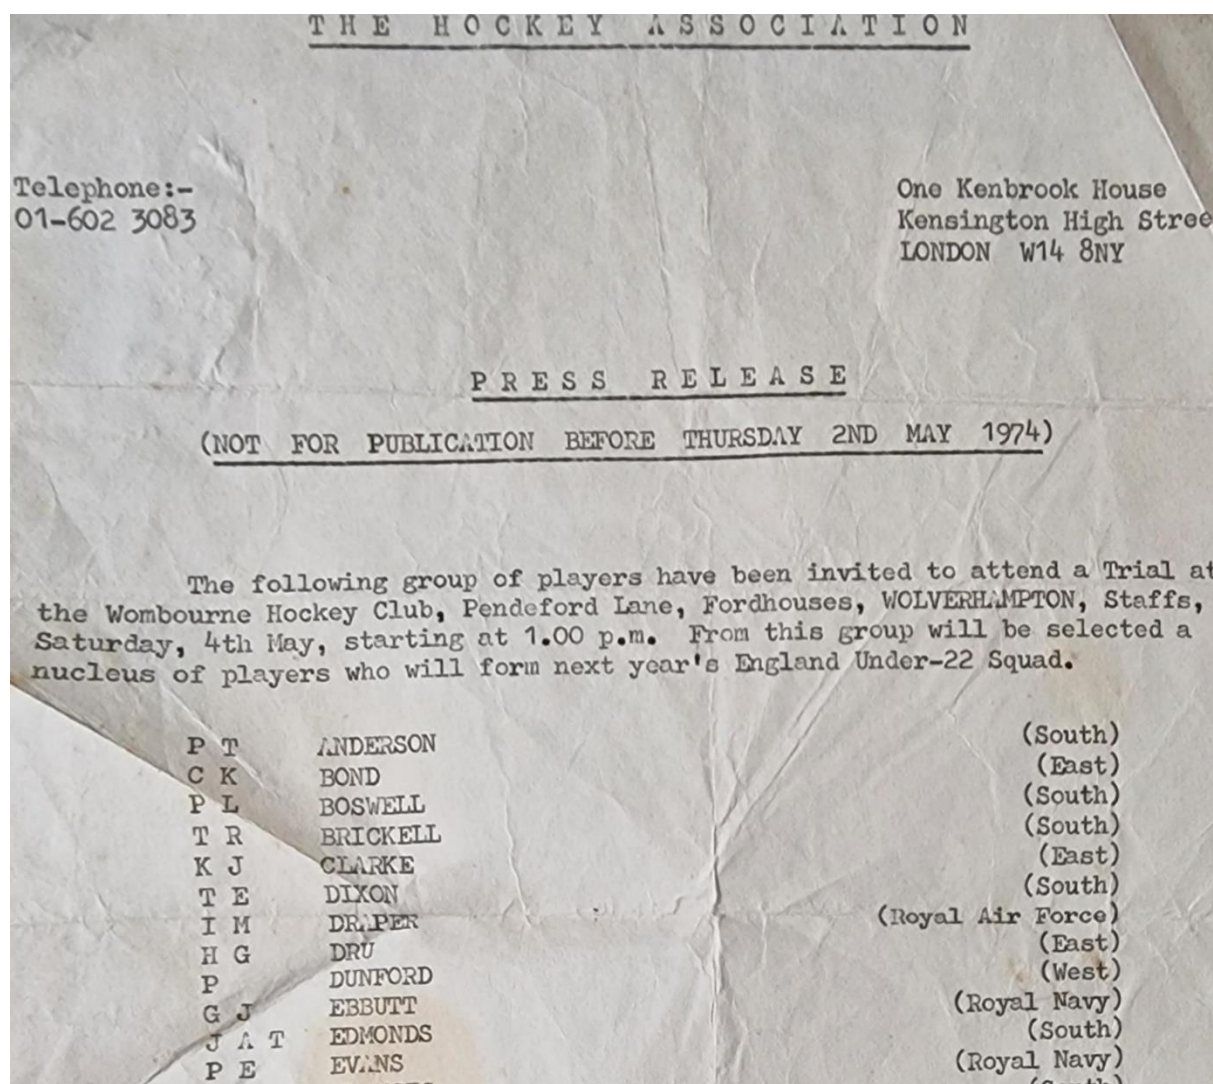 THE HOCKEY ASSOCIATION
Telephone:-
01-602 3083
One Kenbrook House
Kensington High Stree
LONDON W14 8NY
PRESS RELEASE
(NOT FOR PUBLICATION BEFORE THURSDAY 2ND MAY 1974)
The following group of players have been invited to attend a Trial at
the Wombourne Hockey Club, Pendeford Lane, Fordhouses, WOLVERHAMPTON, Staffs,
Saturday, 4th May, starting at 1.00 p.m. From this group will be selected a
nucleus of players who will form next year's England Under-22 Squad.
P T ANDERSON (South)
C K BOND (East)
P L BOSWELL (South)
T R BRICKELL (South)
K J CLARKE (East)
T E DIXON (South)
I M DRAPER (Royal Air Force)
H G DRU (East)
P DUNFORD (West)
G J EBBUTT (Royal Navy)
J A T EDMONDS (South)
P E EVANS (Royal Navy)